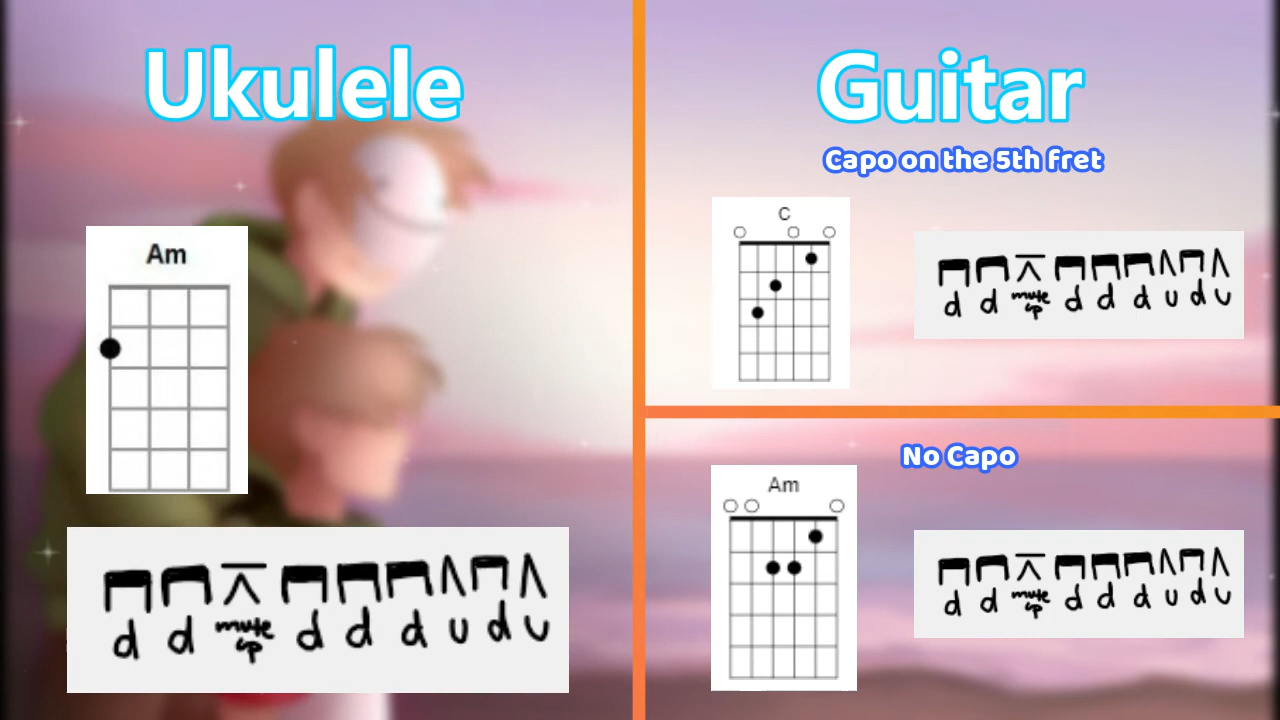 Ukulele
Am
d d mute up d d d u d u
Guitar
Capo on the 5th fret
C
d d mute up d d d u d u
No Capo
Am
d d mute up d d d u d u